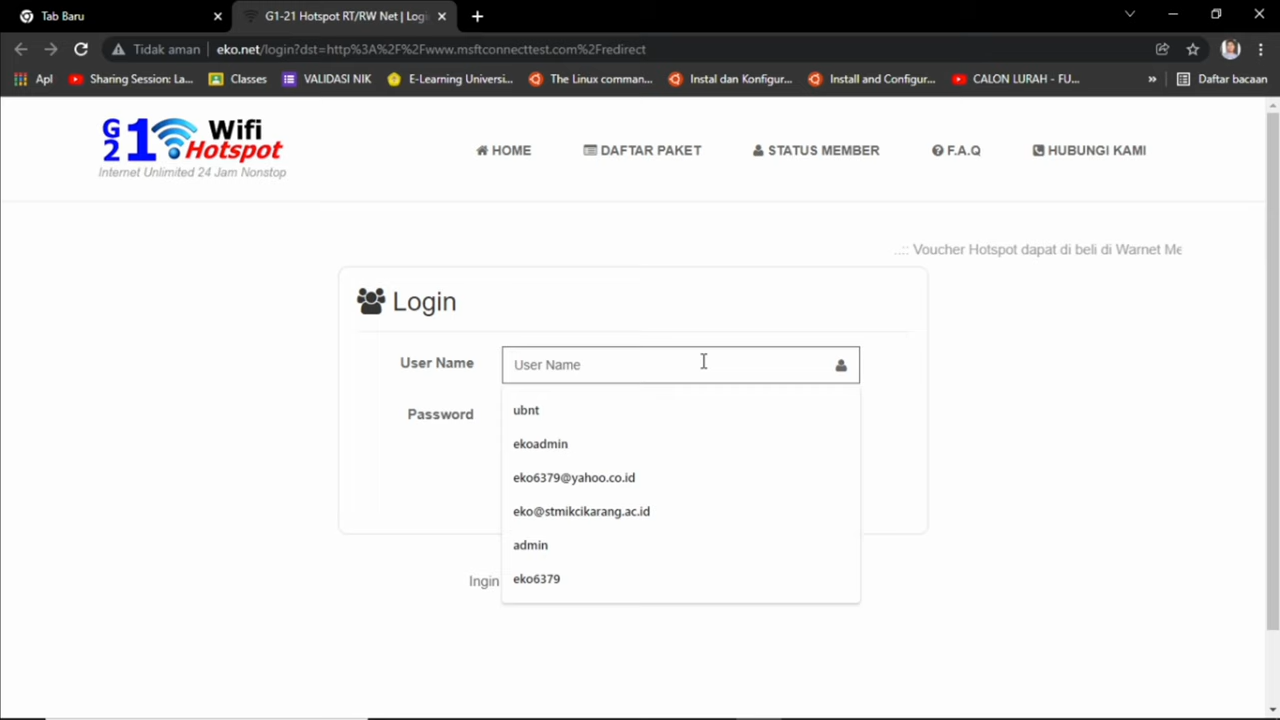 Tab Baru
G1-21 Hotspot RT/RW Net | Logi
Tidak aman
eko.net/login?dst=http%3A%2F%2Fwww.msftconnecttest.com%2Fredirect
Apl
Sharing Session: La...
Classes
VALIDASI NIK
E-Learning Universi...
The Linux comman...
Instal dan Konfigur...
Install and Configur...
CALON LURAH - FU...
»
Daftar bacaan
G 1 Wifi
2 Hotspot
Internet Unlimited 24 Jam Nonstop
HOME
DAFTAR PAKET
STATUS MEMBER
F.A.Q
HUBUNGI KAMI
..:: Voucher Hotspot dapat di beli di Warnet Me
Login
User Name
User Name
Password
ubnt
ekoadmin
eko6379@yahoo.co.id
eko@stmikcikarang.ac.id
admin
eko6379
Ingin